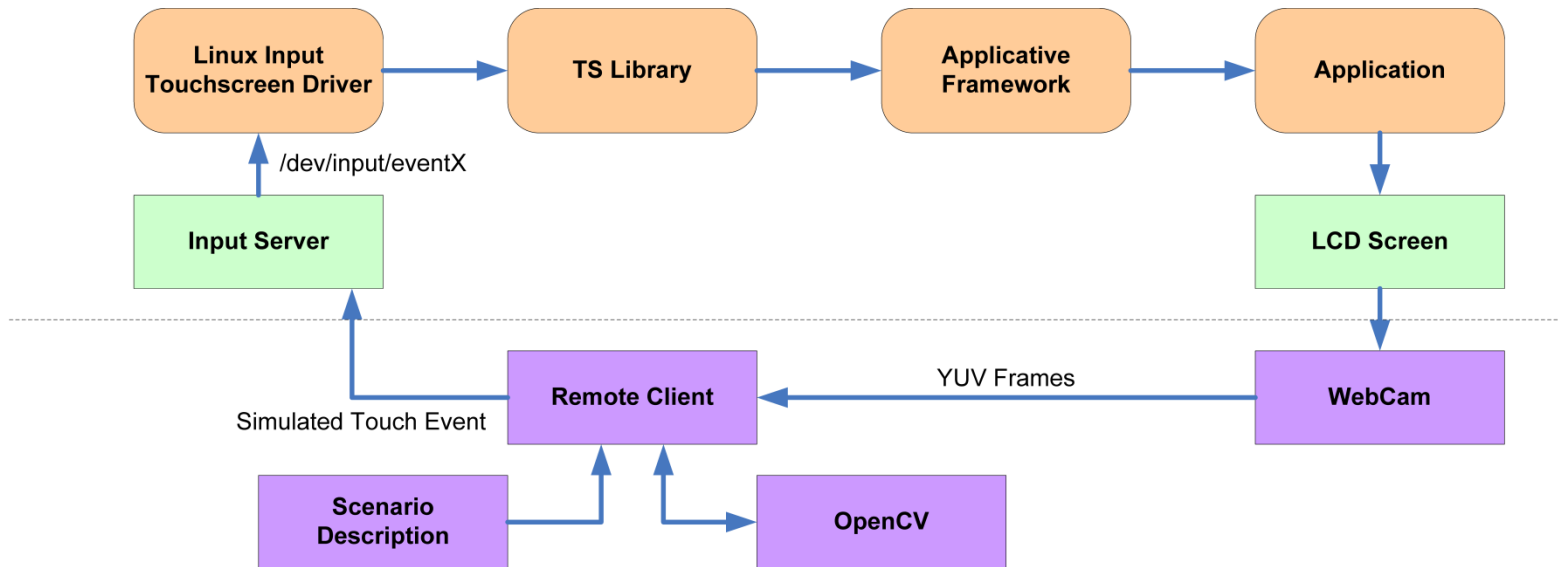 Linux Input
Touchscreen Driver
TS Library
Applicative
Framework
Application
/dev/input/eventX
Input Server
LCD Screen
Remote Client
YUV Frames
WebCam
Simulated Touch Event
Scenario
Description
OpenCV